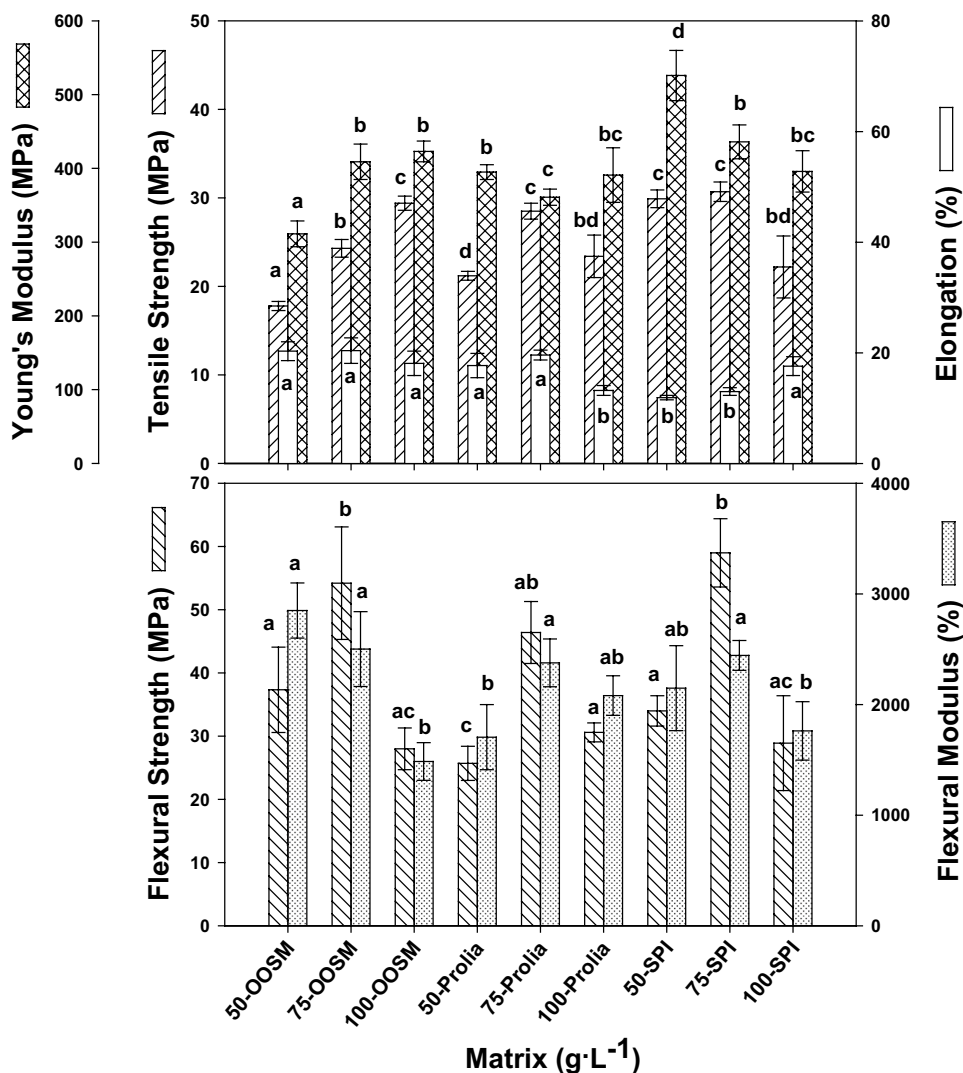 Young's Modulus (MPa)
600
500
400
300
200
100
0
Tensile Strength (MPa)
50
40
30
20
10
0
a a a
b b a
c b a
d b a
c c a
bd bc b
c d b
c b b
bd bc a
80
60
40
20
0
Elongation (%)
Flexural Strength (MPa)
70
60
50
40
30
20
10
0
a a
b a
ac b
c b
ab a
a ab
a ab
b a
ac b
4000
3000
2000
1000
0
Flexural Modulus (%)
50-OOSM
75-OOSM
100-OOSM
50-Prolia
75-Prolia
100-Prolia
50-SPI
75-SPI
100-SPI
Matrix (g·L-1)